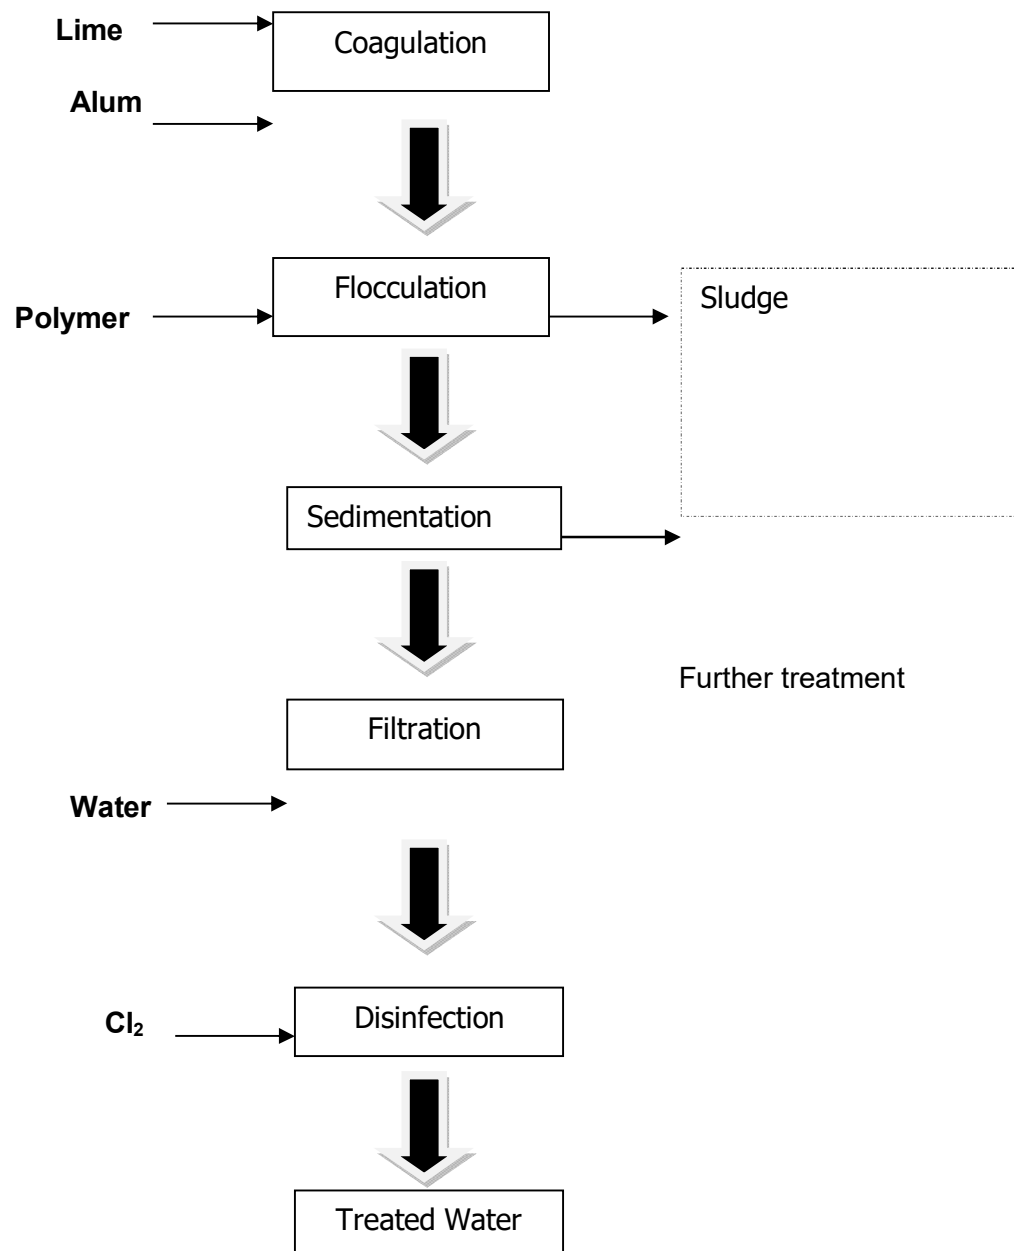 Lime
Coagulation
Alum
Flocculation
Sludge
Polymer
Sedimentation
Further treatment
Filtration
Water
Cl₂
Disinfection
Treated Water